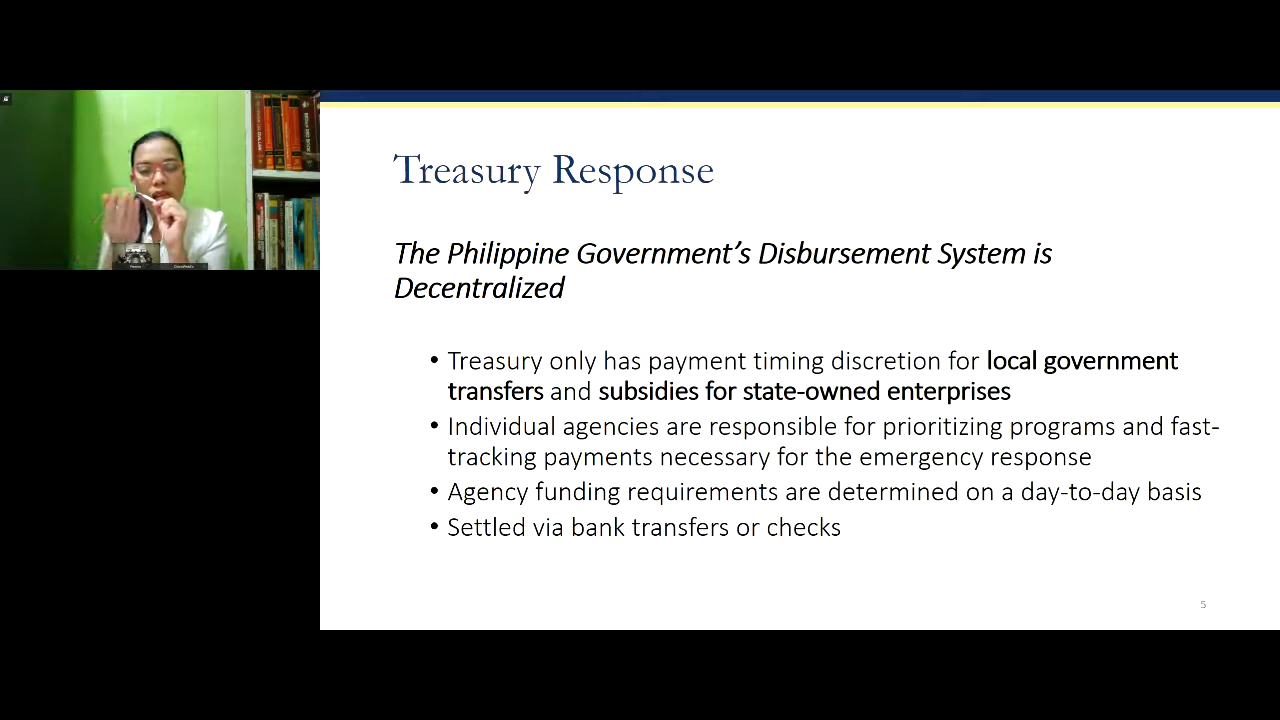 Treasury Response
The Philippine Government's Disbursement System is
Decentralized
• Treasury only has payment timing discretion for local government
transfers and subsidies for state-owned enterprises
• Individual agencies are responsible for prioritizing programs and fast-
tracking payments necessary for the emergency response
• Agency funding requirements are determined on a day-to-day basis
• Settled via bank transfers or checks
5